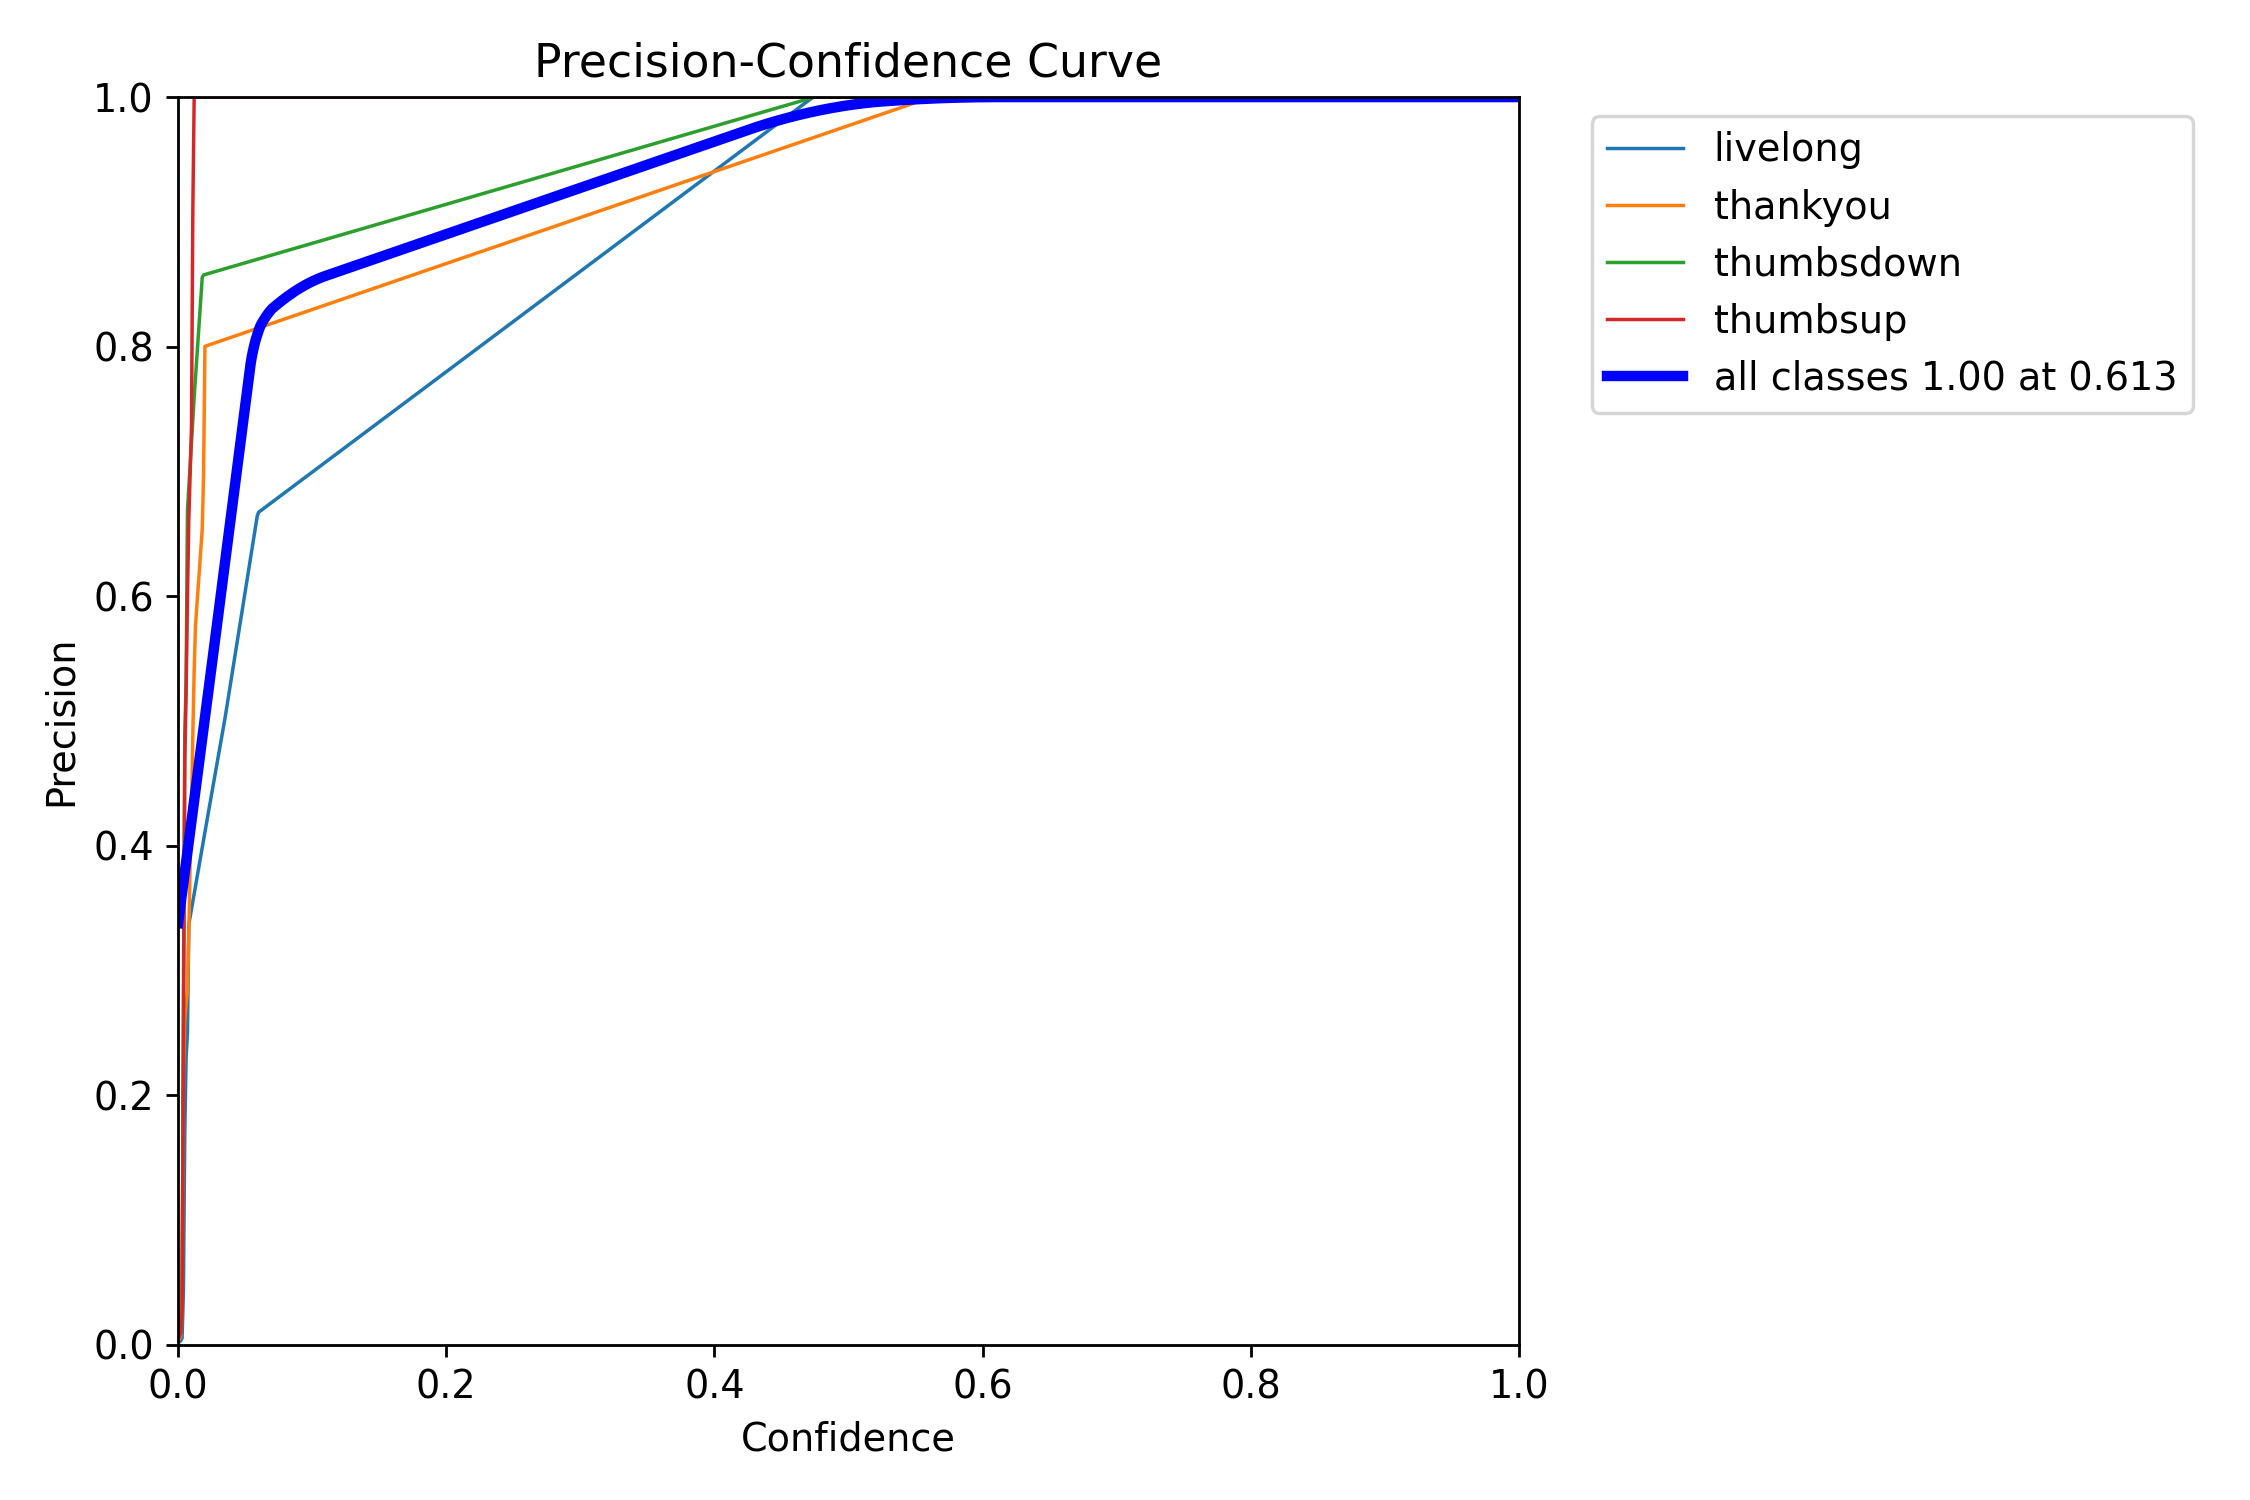 Precision-Confidence Curve
1.0
0.8
0.6
0.4
0.2
0.0
0.0 0.2 0.4 0.6 0.8 1.0
Precision
Confidence
livelong
thankyou
thumbsdown
thumbsup
all classes 1.00 at 0.613